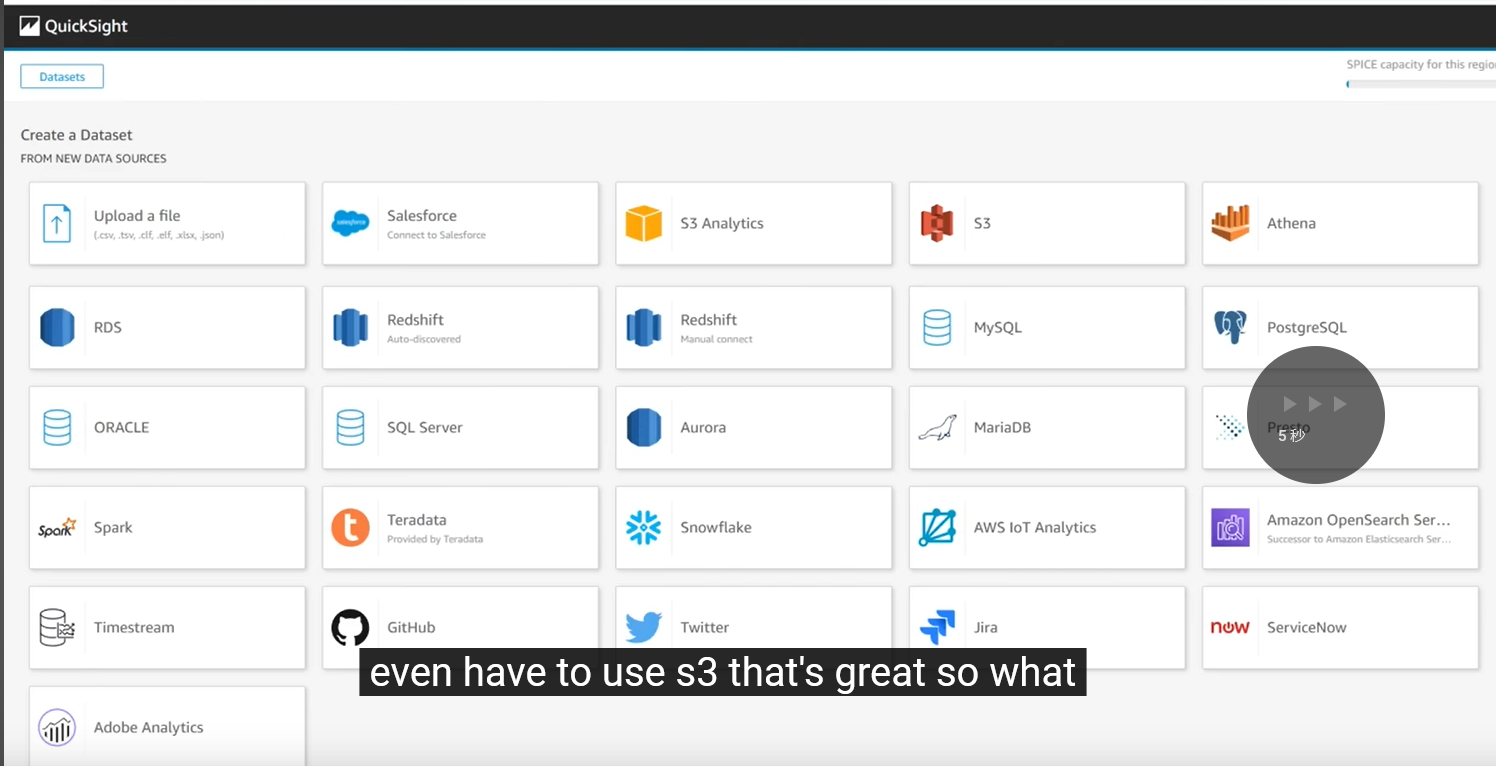 QuickSight
Datasets
SPICE capacity for this regio
Create a Dataset
FROM NEW DATA SOURCES
Upload a file
(.csv, .tsv, .clf, .elf, .xlsx, .json)
salesforce
Salesforce
Connect to Salesforce
S3 Analytics
S3
Athena
RDS
Redshift
Auto-discovered
Redshift
Manual connect
MySQL
PostgreSQL
ORACLE
SQL Server
Aurora
MariaDB
Presto
5 秒
Spark
Spark
t
Teradata
Provided by Teradata
Snowflake
AWS IoT Analytics
Amazon OpenSearch Ser...
Successor to Amazon Elasticsearch Ser...
Timestream
GitHub
Twitter
Jira
now
ServiceNow
even have to use s3 that's great so what
Adobe Analytics